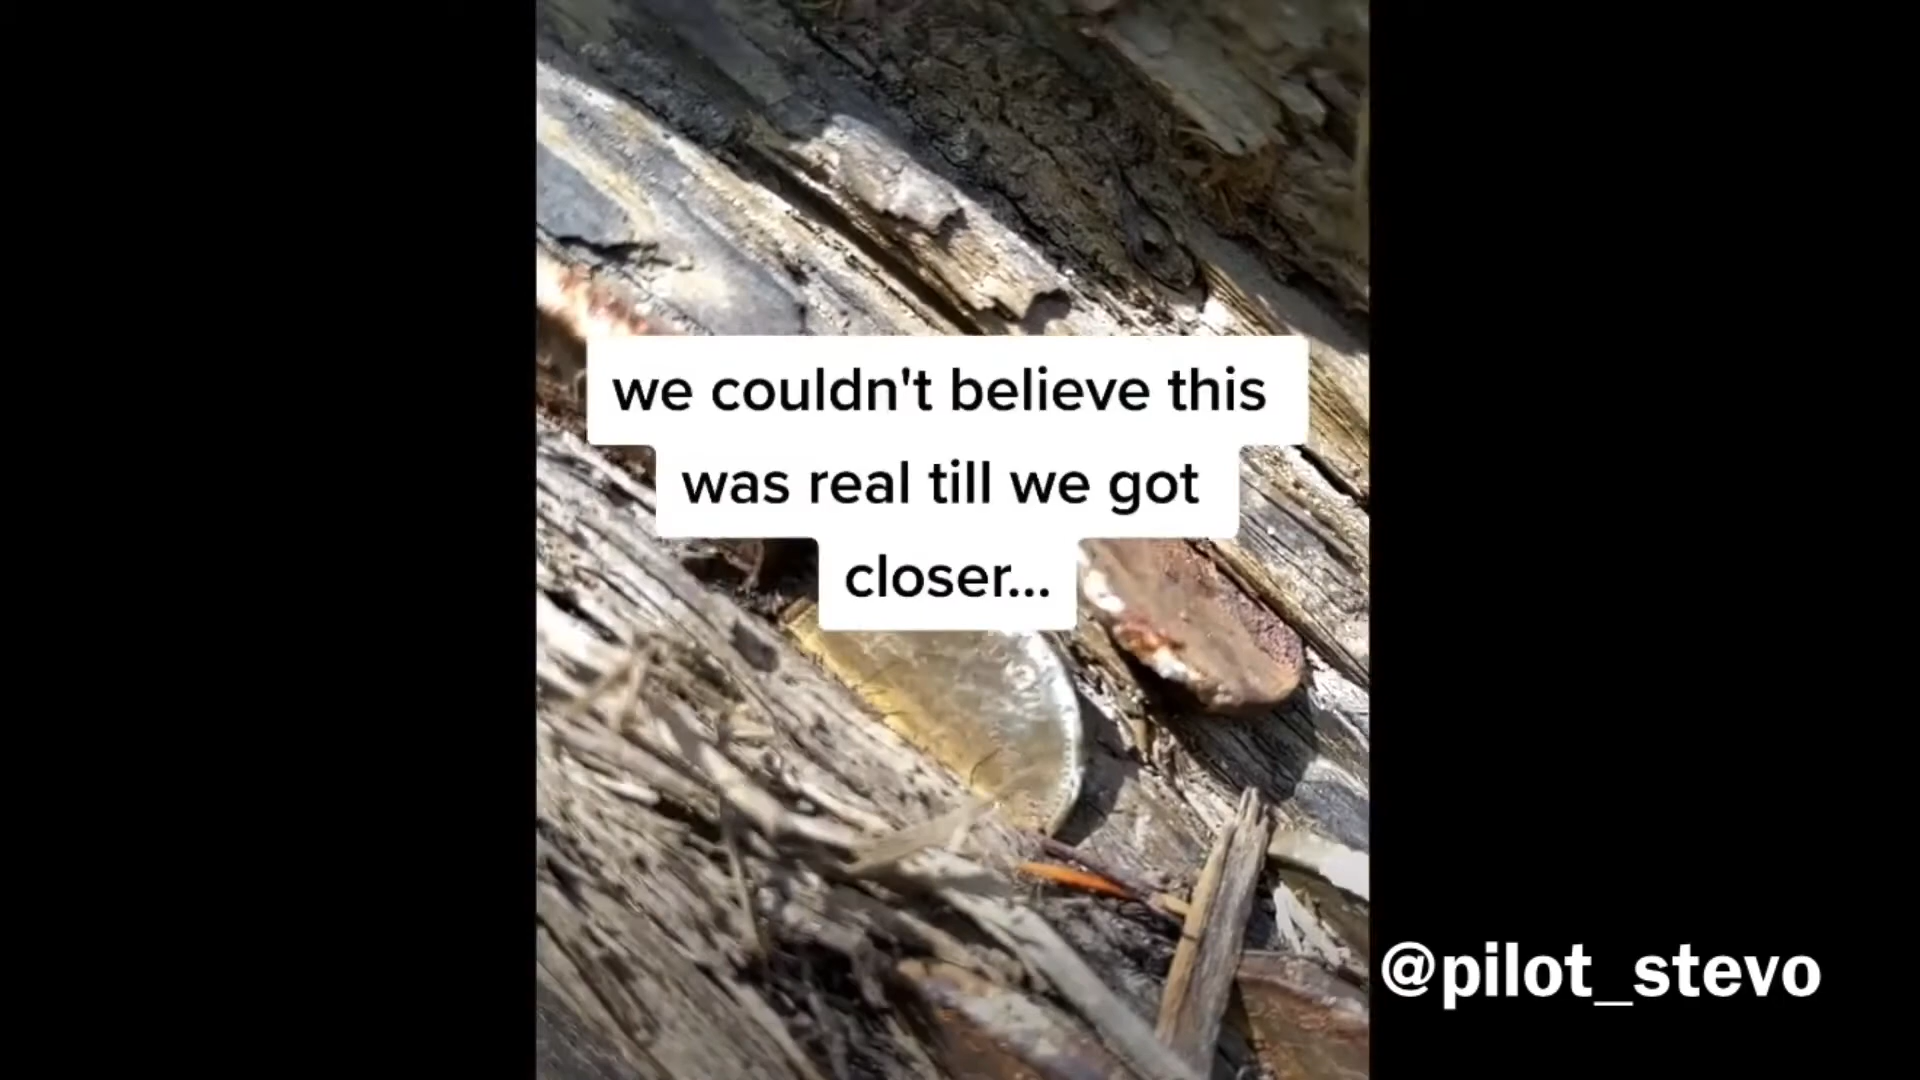 we couldn't believe this
was real till we got
closer...
@pilot_stevo